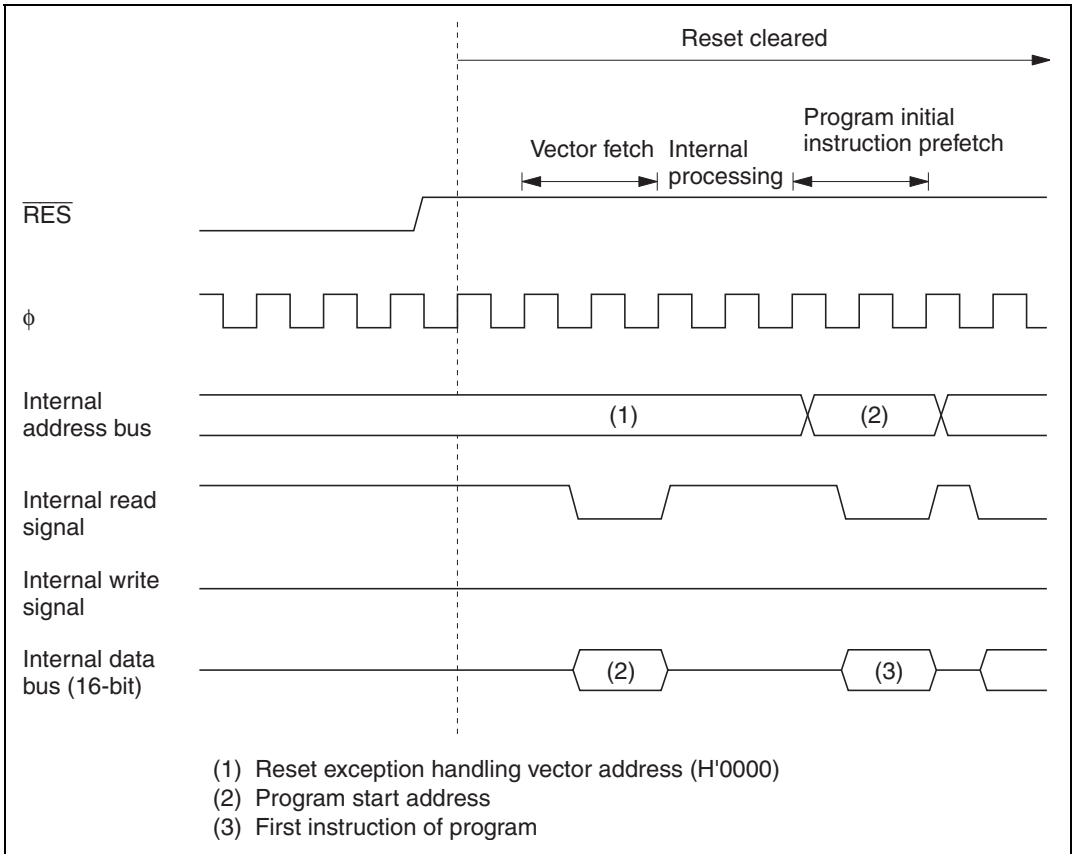 Reset cleared
Vector fetch
Internal
processing
Program initial
instruction prefetch
RES
φ
Internal
address bus
(1)
(2)
Internal read
signal
Internal write
signal
Internal data
bus (16-bit)
(2)
(3)
(1) Reset exception handling vector address (H'0000)
(2) Program start address
(3) First instruction of program